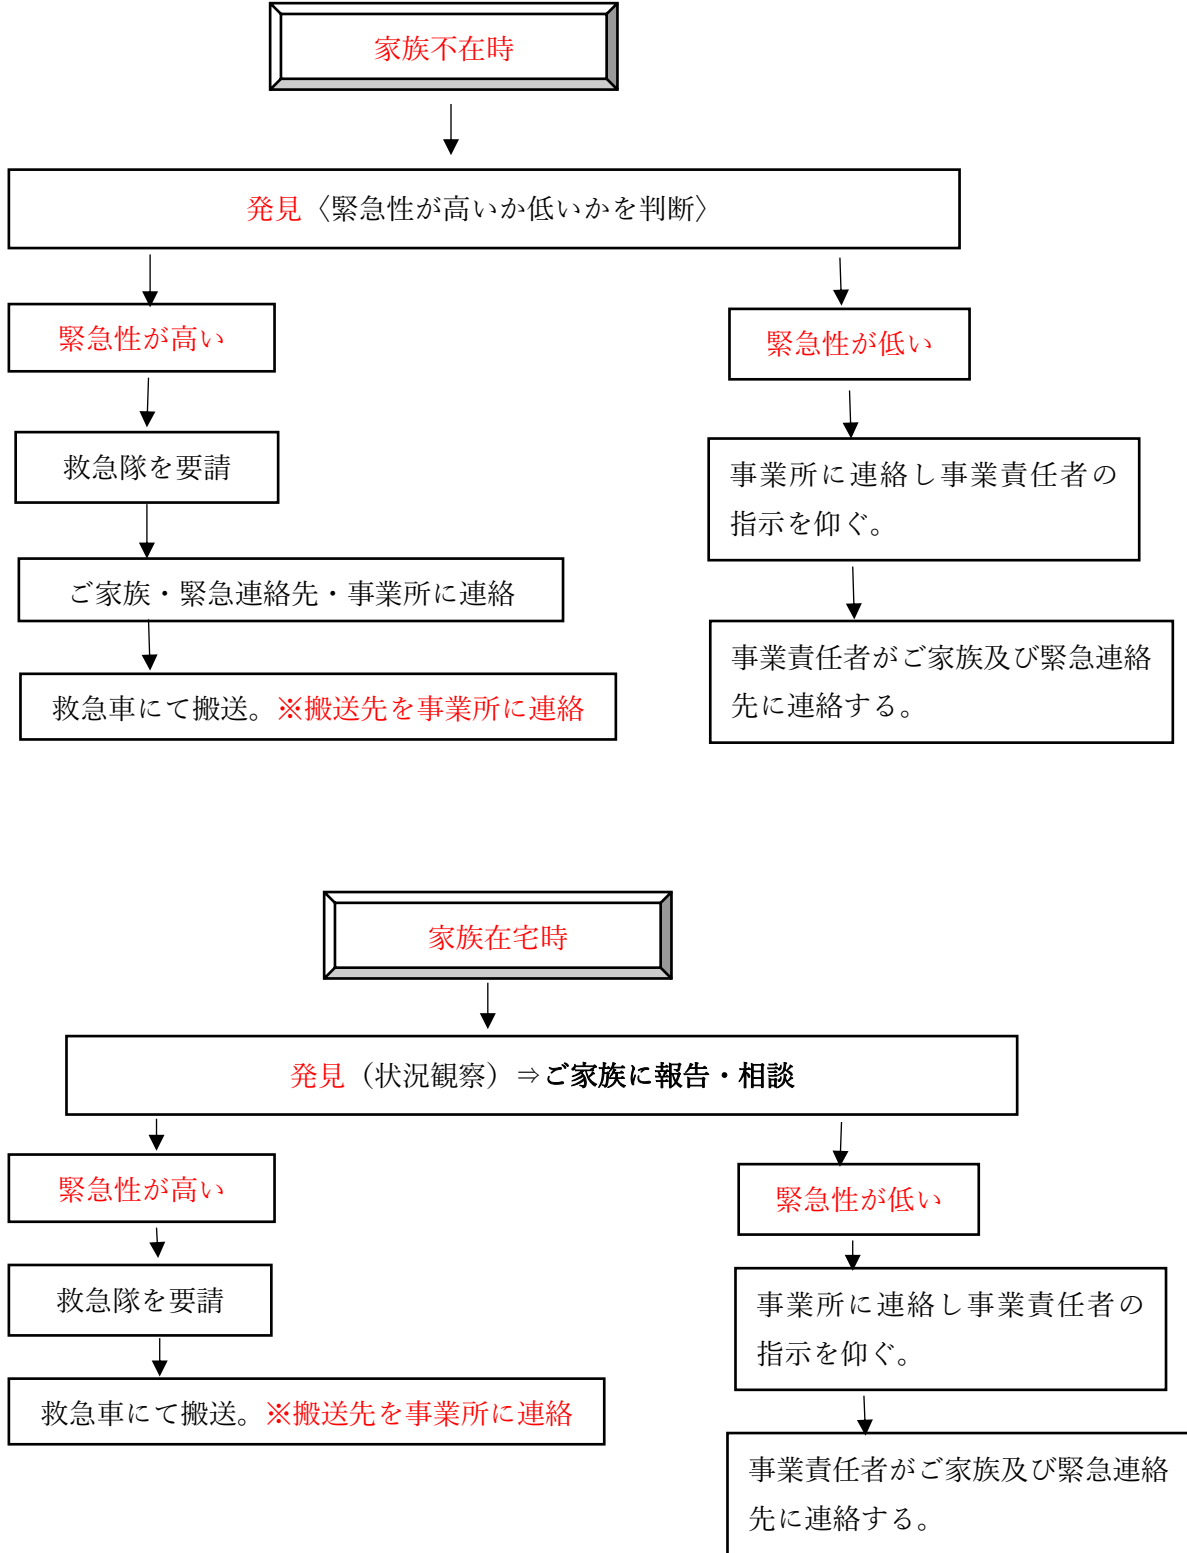 家族不在時
発見〈緊急性が高いか低いかを判断〉
緊急性が高い
救急隊を要請
ご家族・緊急連絡先・事業所に連絡
救急車にて搬送。※搬送先を事業所に連絡
緊急性が低い
事業所に連絡し事業責任者の
指示を仰ぐ。
事業責任者がご家族及び緊急連絡
先に連絡する。
家族在宅時
発見（状況観察）⇒ご家族に報告・相談
緊急性が高い
救急隊を要請
救急車にて搬送。※搬送先を事業所に連絡
緊急性が低い
事業所に連絡し事業責任者の
指示を仰ぐ。
事業責任者がご家族及び緊急連絡
先に連絡する。